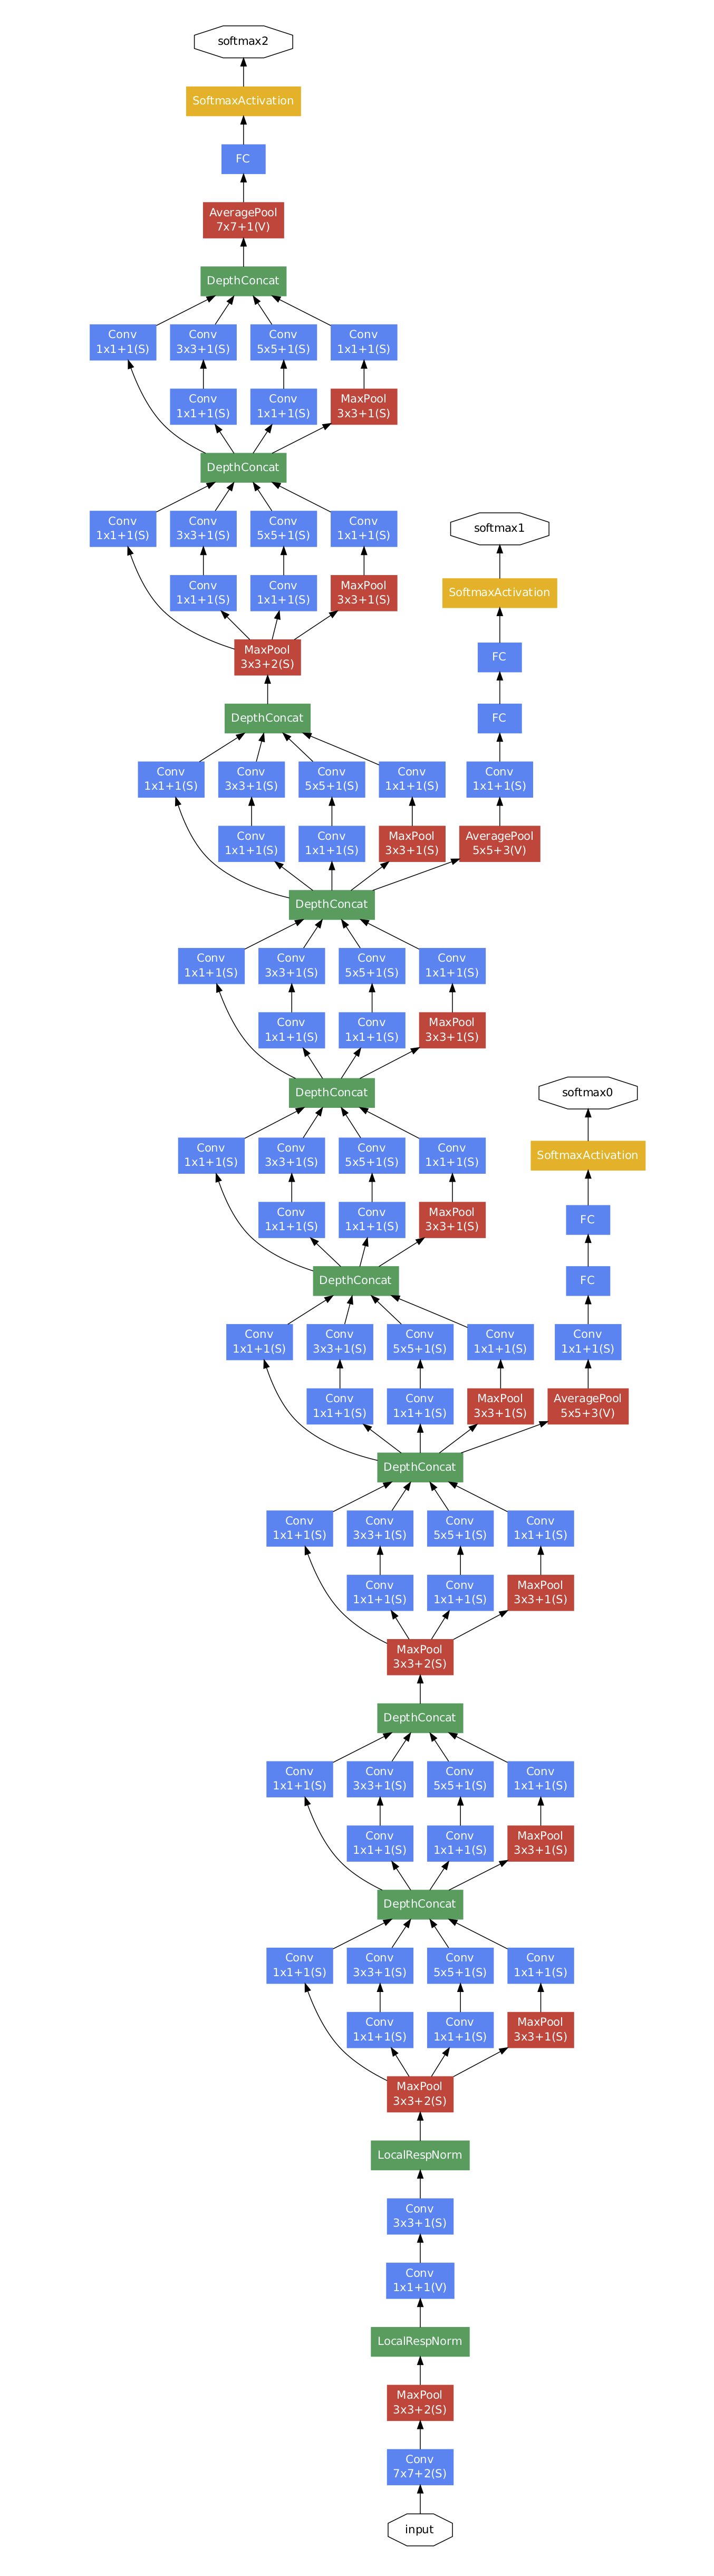 softmax2
SoftmaxActivation
FC
AveragePool
7x7+1(V)
DepthConcat
Conv
1x1+1(S)
Conv
3x3+1(S)
Conv
5x5+1(S)
Conv
1x1+1(S)
Conv
1x1+1(S)
Conv
1x1+1(S)
MaxPool
3x3+1(S)
DepthConcat
Conv
1x1+1(S)
Conv
3x3+1(S)
Conv
5x5+1(S)
Conv
1x1+1(S)
softmax1
Conv
1x1+1(S)
Conv
1x1+1(S)
MaxPool
3x3+1(S)
SoftmaxActivation
MaxPool
3x3+2(S)
FC
DepthConcat
FC
Conv
1x1+1(S)
Conv
3x3+1(S)
Conv
5x5+1(S)
Conv
1x1+1(S)
Conv
1x1+1(S)
Conv
1x1+1(S)
Conv
1x1+1(S)
MaxPool
3x3+1(S)
AveragePool
5x5+3(V)
DepthConcat
Conv
1x1+1(S)
Conv
3x3+1(S)
Conv
5x5+1(S)
Conv
1x1+1(S)
Conv
1x1+1(S)
Conv
1x1+1(S)
MaxPool
3x3+1(S)
DepthConcat
softmax0
Conv
1x1+1(S)
Conv
3x3+1(S)
Conv
5x5+1(S)
Conv
1x1+1(S)
SoftmaxActivation
Conv
1x1+1(S)
Conv
1x1+1(S)
MaxPool
3x3+1(S)
FC
DepthConcat
FC
Conv
1x1+1(S)
Conv
3x3+1(S)
Conv
5x5+1(S)
Conv
1x1+1(S)
Conv
1x1+1(S)
Conv
1x1+1(S)
Conv
1x1+1(S)
MaxPool
3x3+1(S)
AveragePool
5x5+3(V)
DepthConcat
Conv
1x1+1(S)
Conv
3x3+1(S)
Conv
5x5+1(S)
Conv
1x1+1(S)
Conv
1x1+1(S)
Conv
1x1+1(S)
MaxPool
3x3+1(S)
MaxPool
3x3+2(S)
DepthConcat
Conv
1x1+1(S)
Conv
3x3+1(S)
Conv
5x5+1(S)
Conv
1x1+1(S)
Conv
1x1+1(S)
Conv
1x1+1(S)
MaxPool
3x3+1(S)
DepthConcat
Conv
1x1+1(S)
Conv
3x3+1(S)
Conv
5x5+1(S)
Conv
1x1+1(S)
Conv
1x1+1(S)
Conv
1x1+1(S)
MaxPool
3x3+1(S)
MaxPool
3x3+2(S)
LocalRespNorm
Conv
3x3+1(S)
Conv
1x1+1(V)
LocalRespNorm
MaxPool
3x3+2(S)
Conv
7x7+2(S)
input